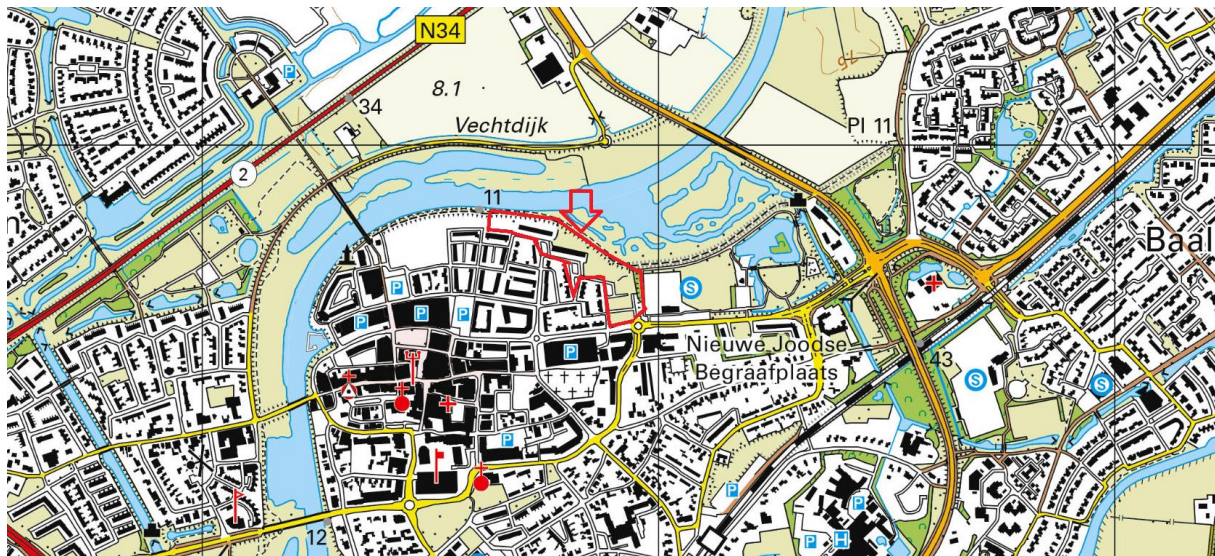 N34
8.1
34
Vechtdijk
Pl 11
2
11
Baal
P
P
P
P
S
Nieuwe Joodse
Begraafplaats
P
43
S
S
P
P
P
12
P
H